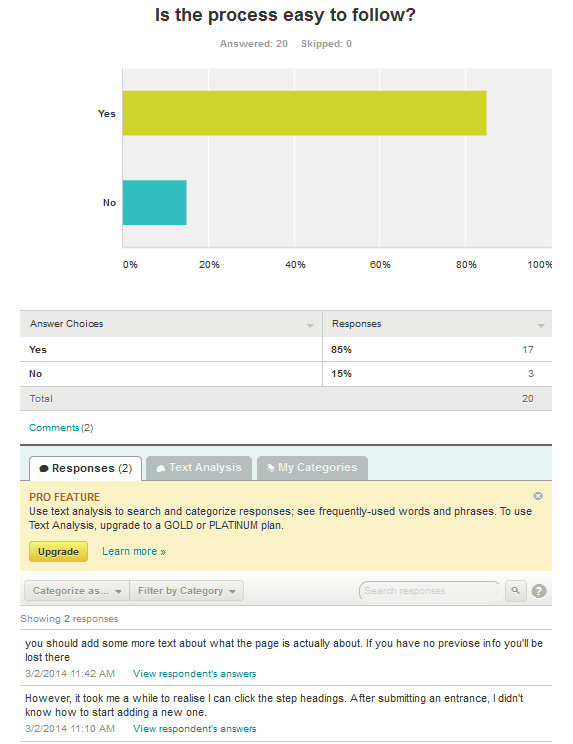 Is the process easy to follow?
Answered: 20 Skipped: 0
Yes
No
0% 20% 40% 60% 80% 100%
Answer Choices Responses
Yes 85% 17
No 15% 3
Total 20
Comments (2)
Responses (2) Text Analysis My Categories
PRO FEATURE
Use text analysis to search and categorize responses; see frequently-used words and phrases. To use
Text Analysis, upgrade to a GOLD or PLATINUM plan.
Upgrade Learn more »
Categorize as... Filter by Category Search responses ?
Showing 2 responses
you should add some more text about what the page is actually about. If you have no previose info you'll be
lost there
3/2/2014 11:42 AM View respondent's answers
However, it took me a while to realise I can click the step headings. After submitting an entrance, I didn't
know how to start adding a new one.
3/2/2014 11:10 AM View respondent's answers